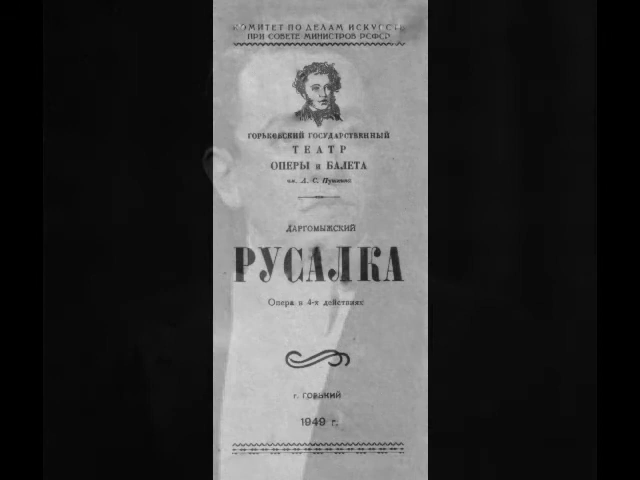 КОМИТЕТ ПО ДЕЛАМ ИСКУССТВ
ПРИ СОВЕТЕ МИНИСТРОВ РСФСР
ГОРЬКОВСКИЙ ГОСУДАРСТВЕННЫЙ
ТЕАТР
ОПЕРЫ и БАЛЕТА
им. А. С. Пушкина
ДАРГОМЫЖСКИЙ
РУСАЛКА
Опера в 4-х действиях
г. ГОРЬКИЙ
1949 г.